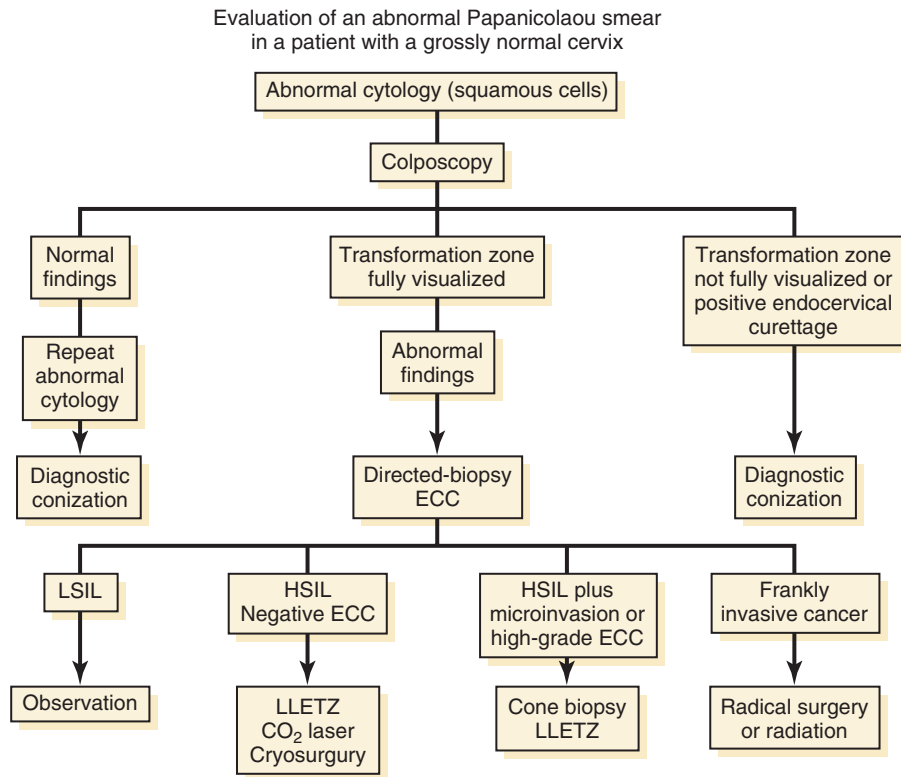 Evaluation of an abnormal Papanicolaou smear
in a patient with a grossly normal cervix
Abnormal cytology (squamous cells)
Colposcopy
Normal
findings
Repeat
abnormal
cytology
Diagnostic
conization
Transformation zone
fully visualized
Abnormal
findings
Directed-biopsy
ECC
Transformation zone
not fully visualized or
positive endocervical
curettage
Diagnostic
conization
LSIL
Observation
HSIL
Negative ECC
LLETZ
CO₂ laser
Cryosurgury
HSIL plus
microinvasion or
high-grade ECC
Cone biopsy
LLETZ
Frankly
invasive cancer
Radical surgery
or radiation